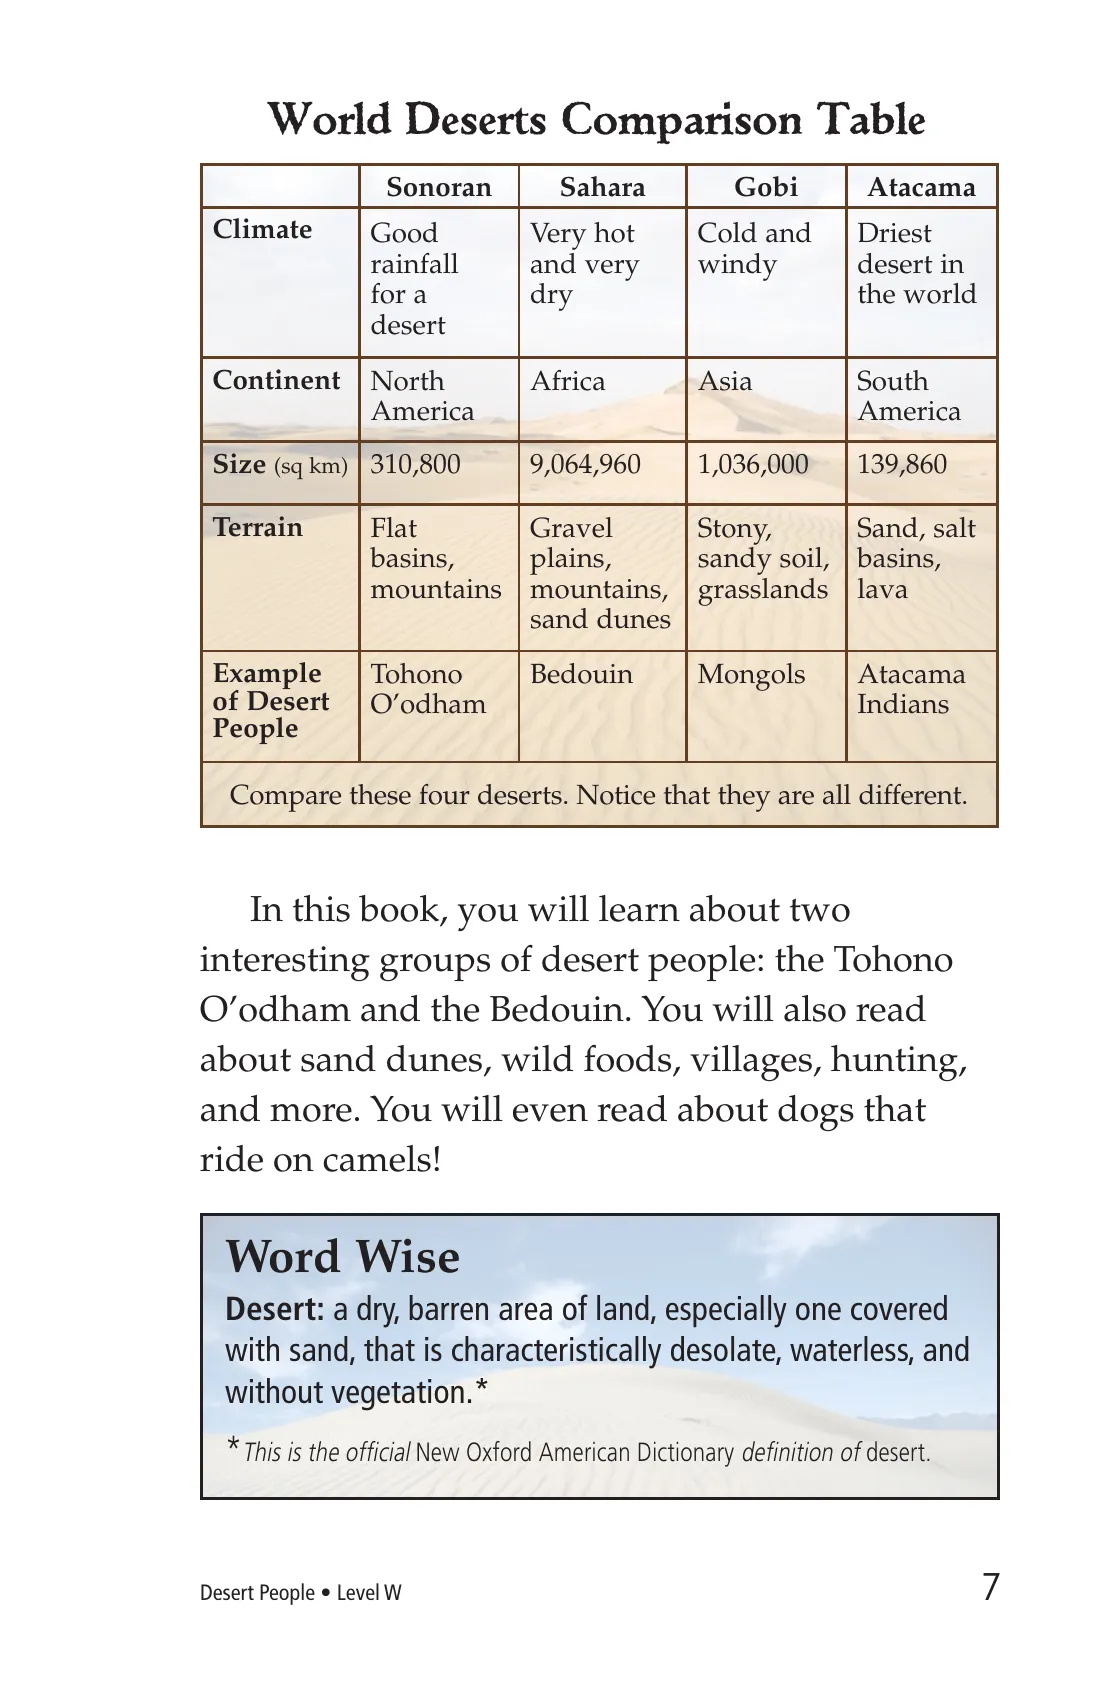 World Deserts Comparison Table
Sonoran Sahara Gobi Atacama
Climate
Good
rainfall
for a
desert
Very hot
and very
dry
Cold and
windy
Driest
desert in
the world
Continent
North
America
Africa
Asia
South
America
Size (sq km)
310,800
9,064,960
1,036,000
139,860
Terrain
Flat
basins,
mountains
Gravel
plains,
mountains,
sand dunes
Stony,
sandy soil,
grasslands
Sand, salt
basins,
lava
Example
of Desert
People
Tohono
O’odham
Bedouin
Mongols
Atacama
Indians
Compare these four deserts. Notice that they are all different.
In this book, you will learn about two
interesting groups of desert people: the Tohono
O’odham and the Bedouin. You will also read
about sand dunes, wild foods, villages, hunting,
and more. You will even read about dogs that
ride on camels!
Word Wise
Desert: a dry, barren area of land, especially one covered
with sand, that is characteristically desolate, waterless, and
without vegetation.*
*This is the official New Oxford American Dictionary definition of desert.
Desert People • Level W
7